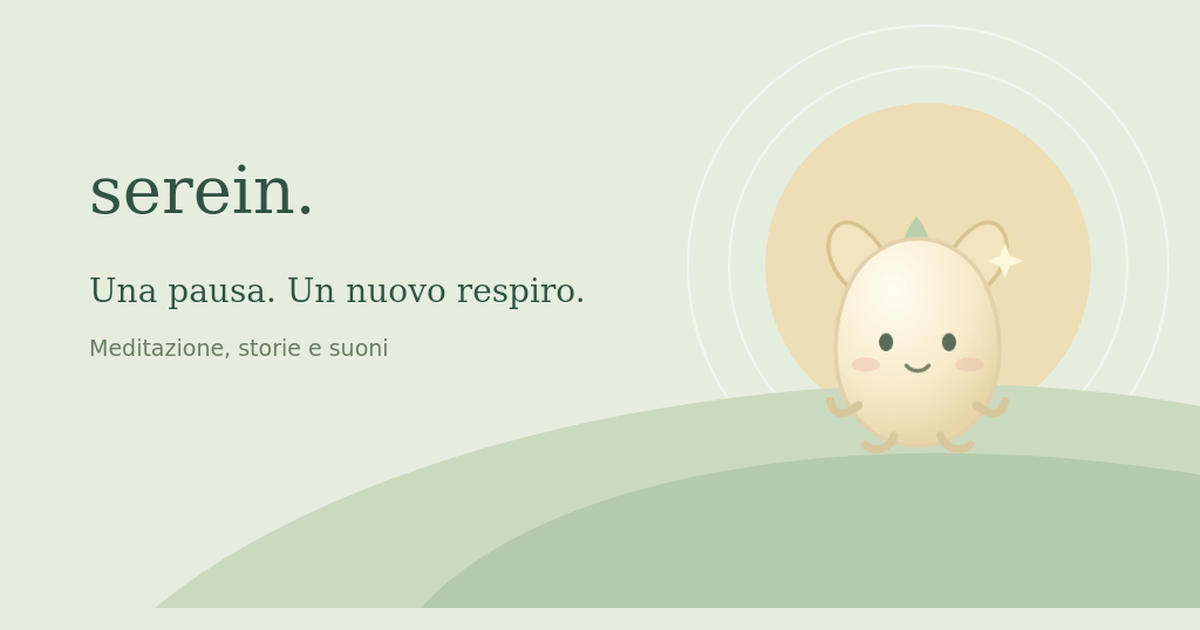 serein.
Una pausa. Un nuovo respiro.
Meditazione, storie e suoni